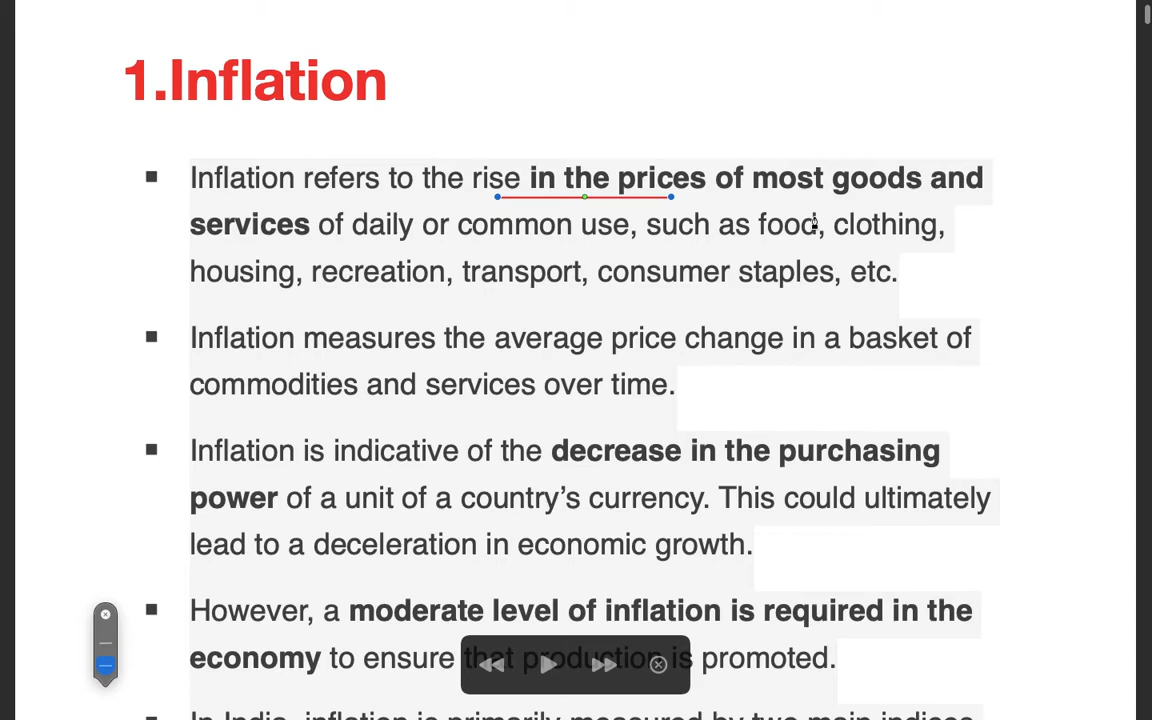 1.Inflation
▪ Inflation refers to the rise in the prices of most goods and
services of daily or common use, such as food, clothing,
housing, recreation, transport, consumer staples, etc.
▪ Inflation measures the average price change in a basket of
commodities and services over time.
▪ Inflation is indicative of the decrease in the purchasing
power of a unit of a country’s currency. This could ultimately
lead to a deceleration in economic growth.
▪ However, a moderate level of inflation is required in the
economy to ensure that production is promoted.
▪ In India, inflation is primarily measured by two main indices